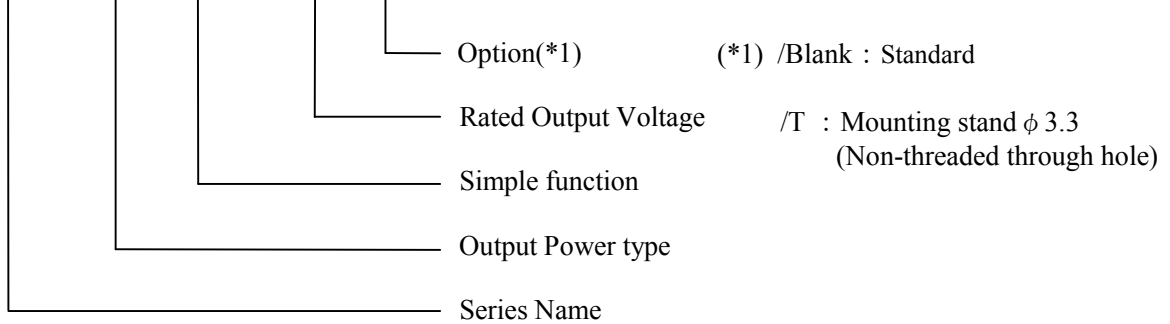 Option(*1) (*1) /Blank : Standard
Rated Output Voltage /T : Mounting stand φ 3.3
(Non-threaded through hole)
Simple function
Output Power type
Series Name